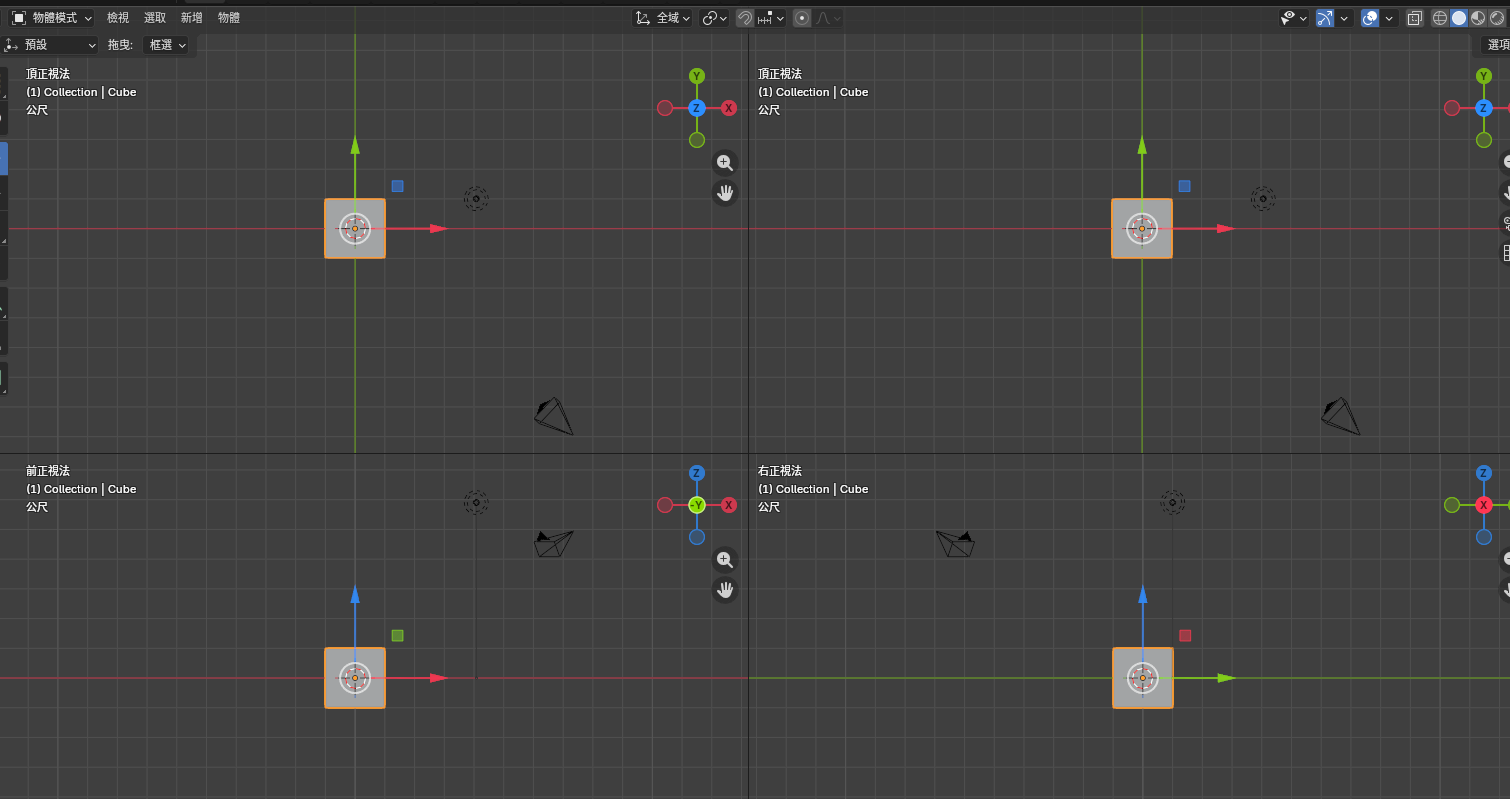 物體模式 檢視 選取 新增 物體 全域
預設 拖曳: 框選 選項
頂正視法
(1) Collection | Cube
公尺
Y
Z
X
頂正視法
(1) Collection | Cube
公尺
Y
Z
前正視法
(1) Collection | Cube
公尺
Z
-Y
X
右正視法
(1) Collection | Cube
公尺
Z
X